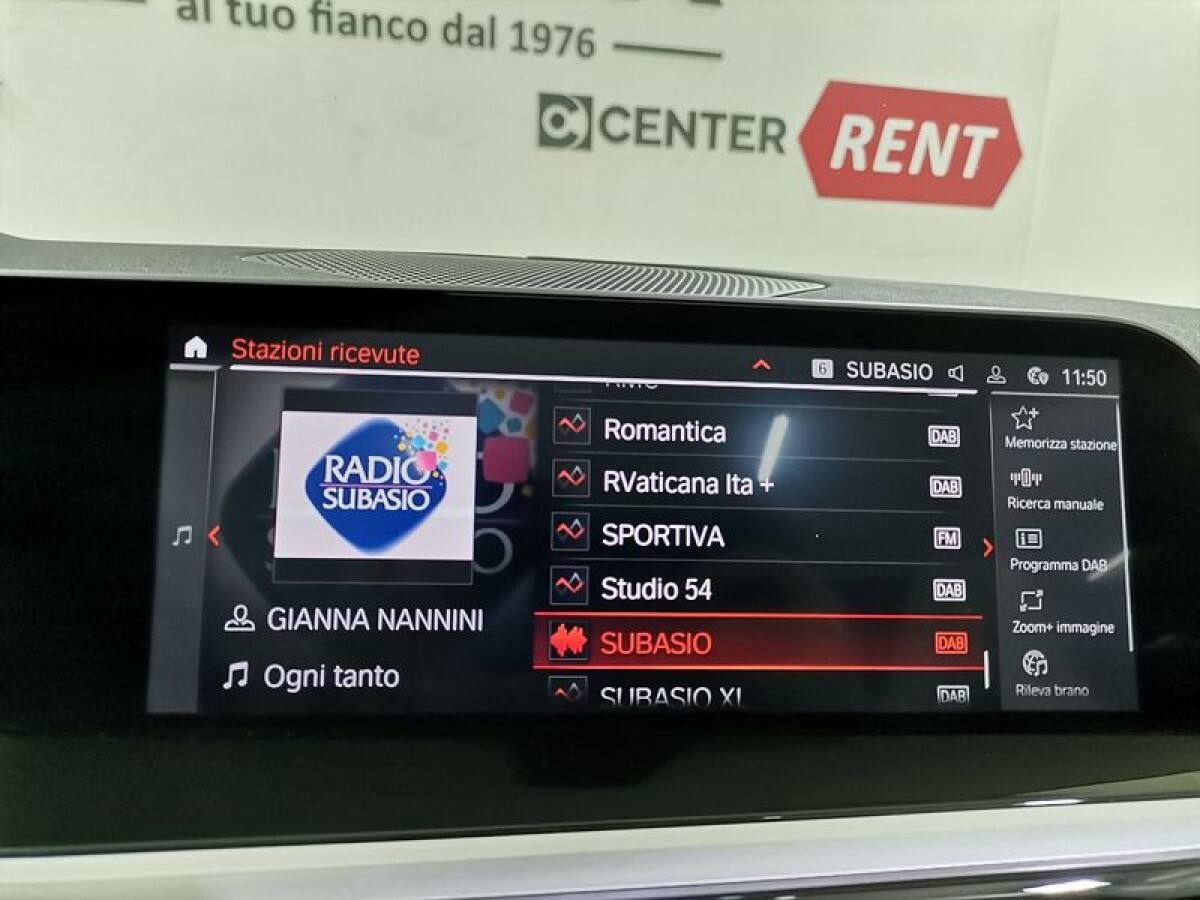 al tuo fianco dal 1976
CENTER RENT
Stazioni ricevute
6 SUBASIO 11:50
RADIO
SUBASIO
GIANNA NANNINI
Ogni tanto
Romantica DAB
RVaticana Ita + DAB
SPORTIVA FM
Studio 54 DAB
SUBASIO DAB
SUBASIO XL DAB
Memorizza stazione
Ricerca manuale
Programma DAB
Zoom+ immagine
Rileva brano